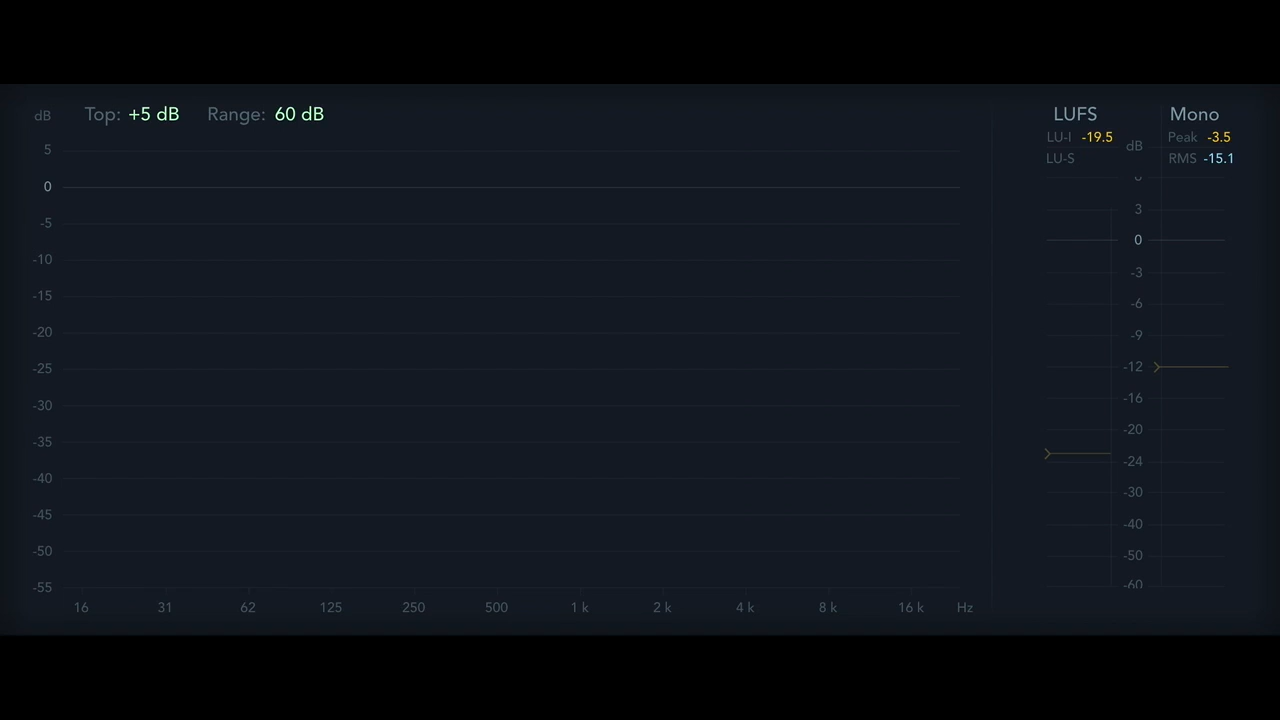 dB Top: +5 dB Range: 60 dB
5
0
-5
-10
-15
-20
-25
-30
-35
-40
-45
-50
-55
16 31 62 125 250 500 1 k 2 k 4 k 8 k 16 k Hz
LUFS
LU-I -19.5
LU-S
dB
Mono
Peak -3.5
RMS -15.1
3
0
-3
-6
-9
-12
-16
-20
-24
-30
-40
-50
-60